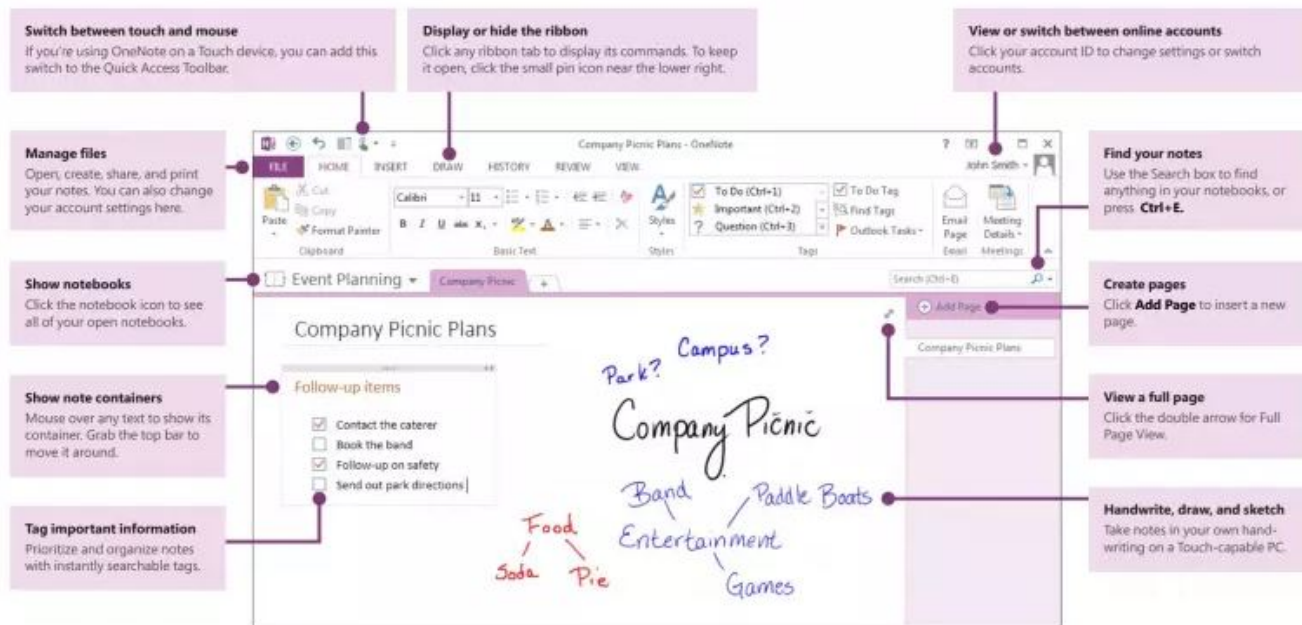 Switch between touch and mouse
If you're using OneNote on a Touch device, you can add this
switch to the Quick Access Toolbar.
Display or hide the ribbon
Click any ribbon tab to display its commands. To keep
it open, click the small pin icon near the lower right.
View or switch between online accounts
Click your account ID to change settings or switch
accounts.
Manage files
Open, create, share, and print
your notes. You can also change
your account settings here.
Show notebooks
Click the notebook icon to see
all of your open notebooks.
Show note containers
Mouse over any text to show its
container. Grab the top bar to
move it around.
Tag important information
Prioritize and organize notes
with instantly searchable tags.
Company Picnic Plans - OneNote
?
FILE HOME INSERT DRAW HISTORY REVIEW VIEW
John Smith
Paste
Cut
Copy
Format Painter
Clipboard
Calibri 11
B I U abc X
Basic Text
Styles
Styles
To Do (Ctrl+1)
Important (Ctrl+2)
? Question (Ctrl+3)
To Do Tag
Find Tags
Outlook Tasks
Tags
Email
Page
Email
Meeting
Details
Meetings
Event Planning
Company Picnic
+
Search (Ctrl+E)
Add Page
Company Picnic Plans
Company Picnic Plans
Follow-up items
Contact the caterer
Book the band
Follow-up on safety
Send out park directions
Park?
Campus?
Company Picnic
Band
Paddle Boats
Entertainment
Games
Food
Soda
Pie
Find your notes
Use the Search box to find
anything in your notebooks, or
press Ctrl+E.
Create pages
Click Add Page to insert a new
page.
View a full page
Click the double arrow for Full
Page View.
Handwrite, draw, and sketch
Take notes in your own hand-
writing on a Touch-capable PC.